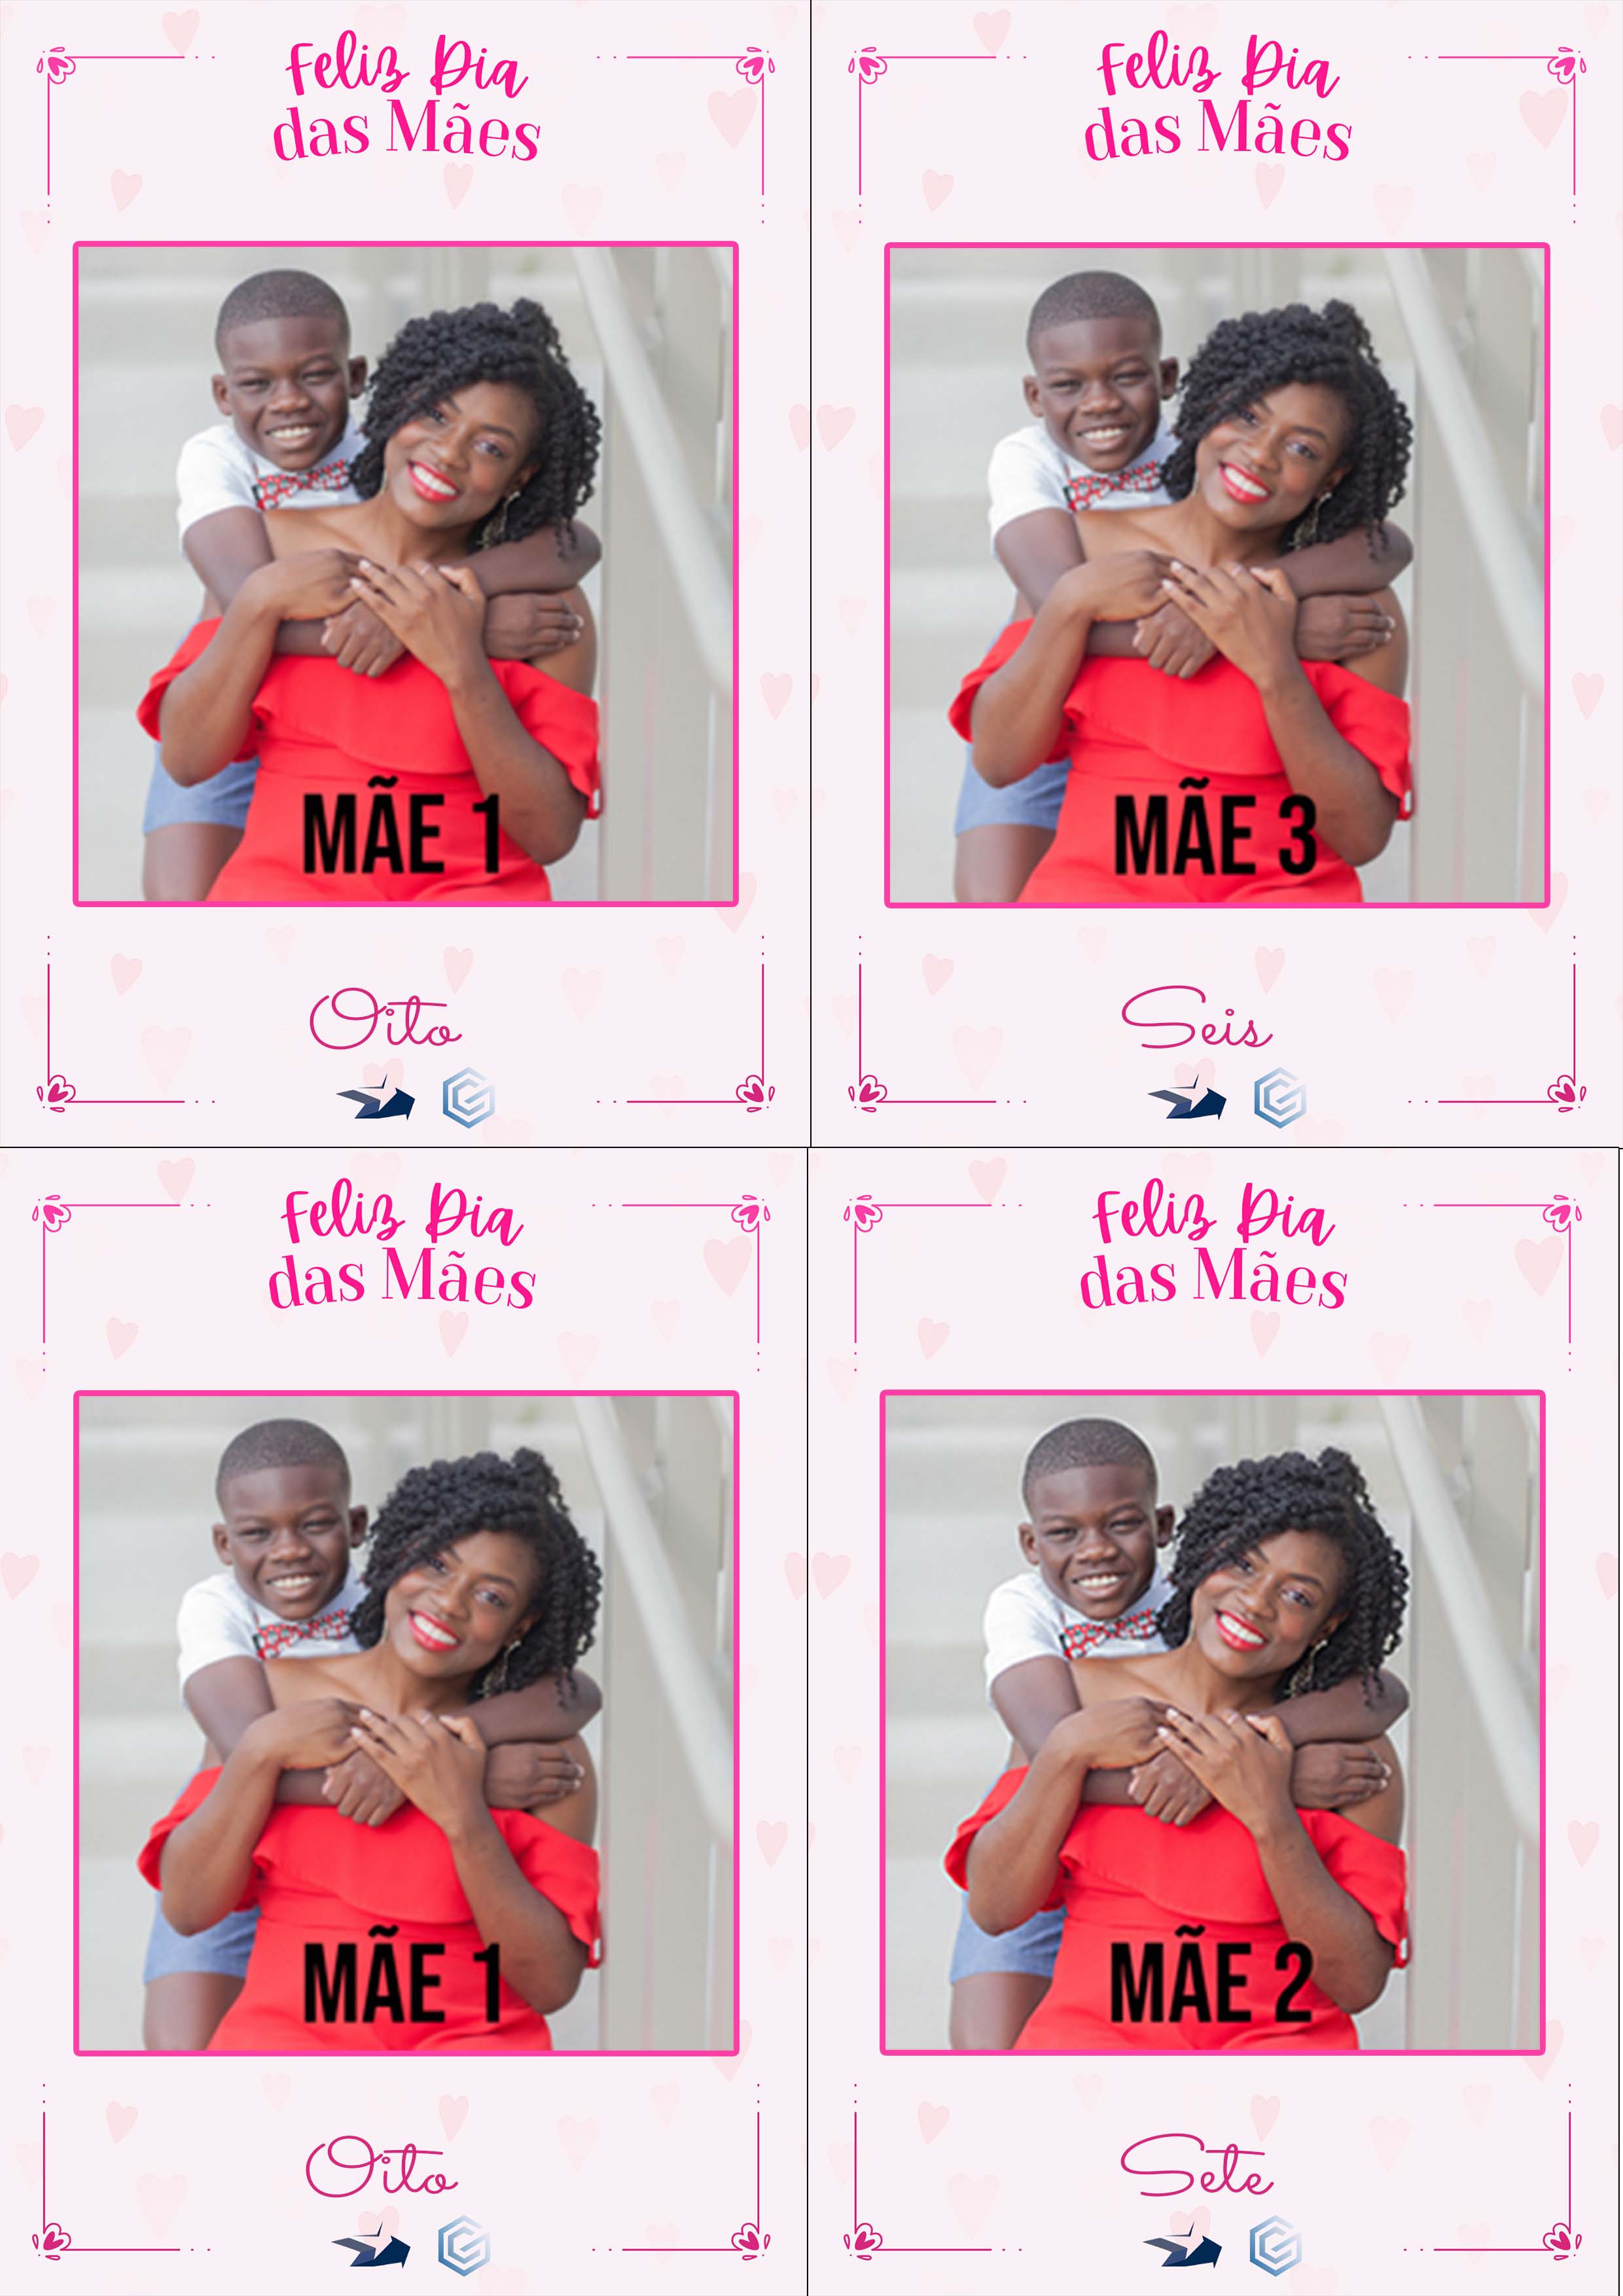 Feliz Dia
das Mães
MÃE 1
Oito
Feliz Dia
das Mães
MÃE 3
Seis
Feliz Dia
das Mães
MÃE 1
Oito
Feliz Dia
das Mães
MÃE 2
Sete